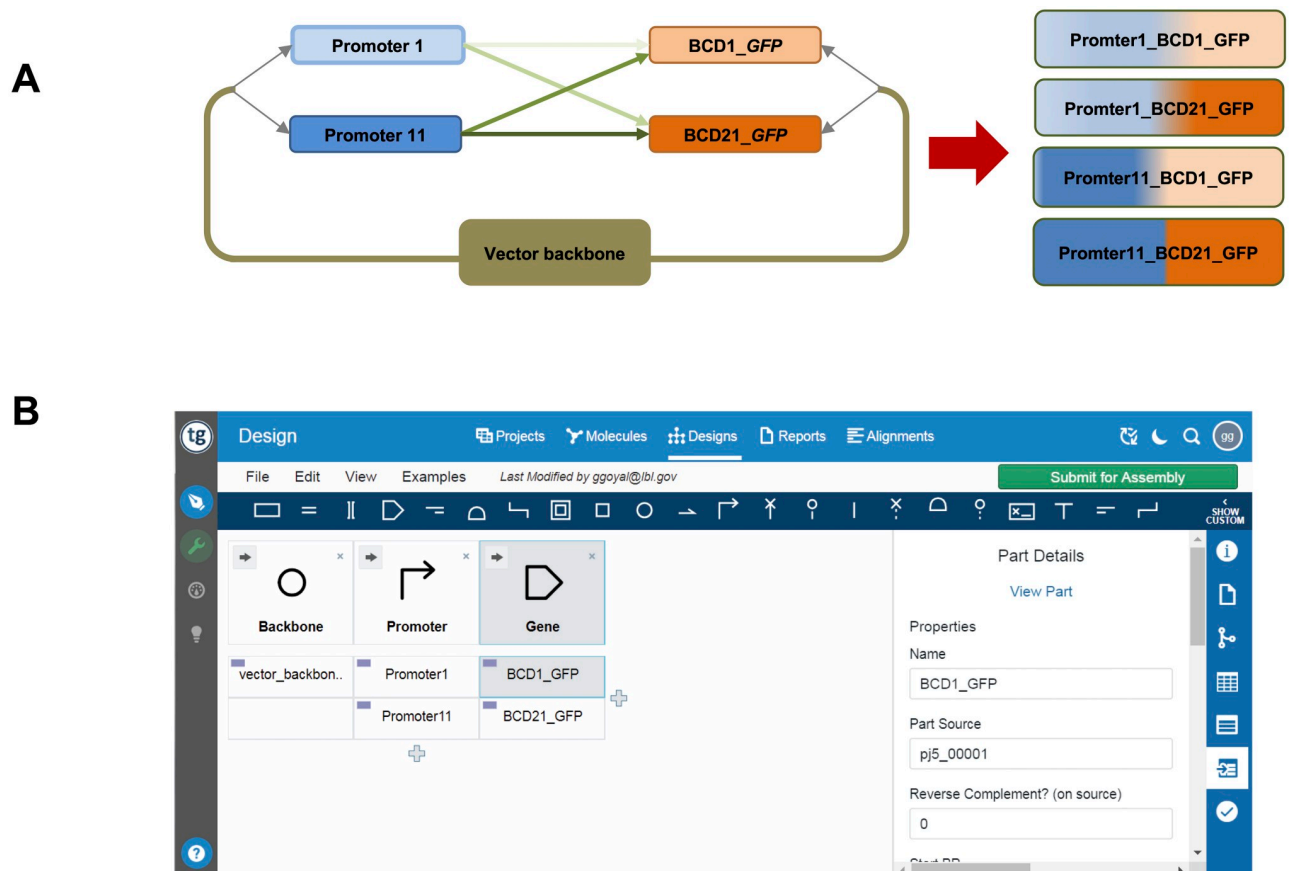 A
Promoter 1
BCD1_GFP
Promter1_BCD1_GFP
Promter1_BCD21_GFP
Promoter 11
BCD21_GFP
Promter11_BCD1_GFP
Vector backbone
Promter11_BCD21_GFP
B
tg
Design
Projects Molecules Designs Reports Alignments
gg
File Edit View Examples Last Modified by ggoyal@lbl.gov
Submit for Assembly
SHOW
CUSTOM
Backbone Promoter Gene
vector_backbon.. Promoter1 BCD1_GFP
Promoter11 BCD21_GFP
Part Details
View Part
Properties
Name
BCD1_GFP
Part Source
pj5_00001
Reverse Complement? (on source)
0
Start BP
?